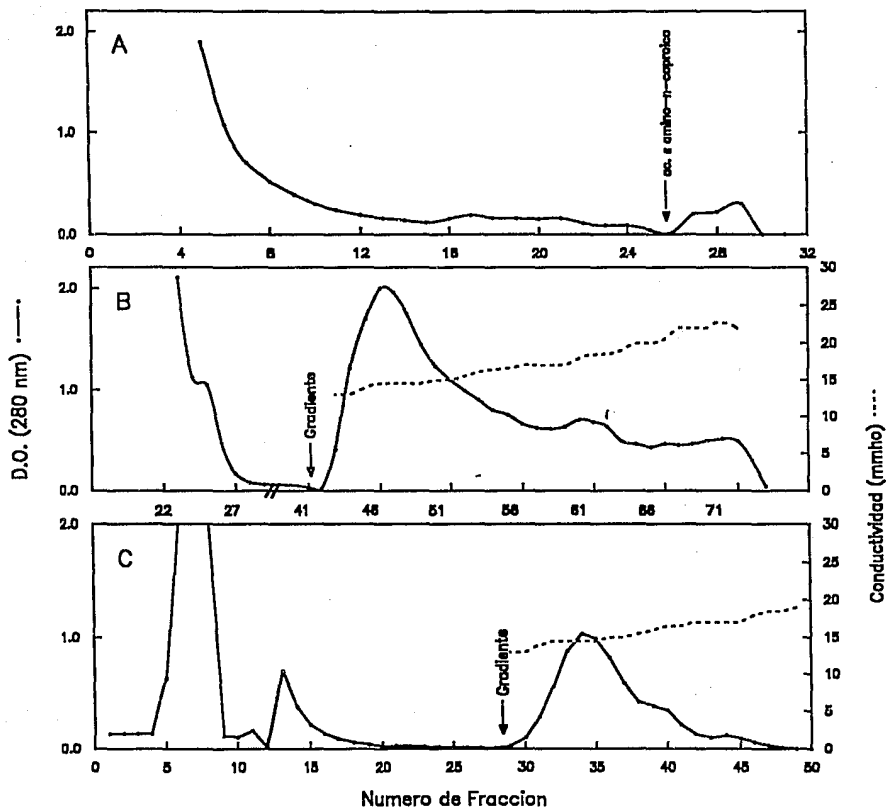 A
2.0
1.0
0.0
ac. ε amino-n-caproico
0 4 8 12 16 20 24 28 32
B
2.0
1.0
0.0
Gradiente
30
25
20
15
10
5
0
22 27 41 46 51 56 61 66 71
C
2.0
1.0
0.0
Gradiente
30
25
20
15
10
5
0
0 5 10 15 20 25 30 35 40 45 50
D.O. (280 nm)
Conductividad (mmho)
Numero de Fraccion